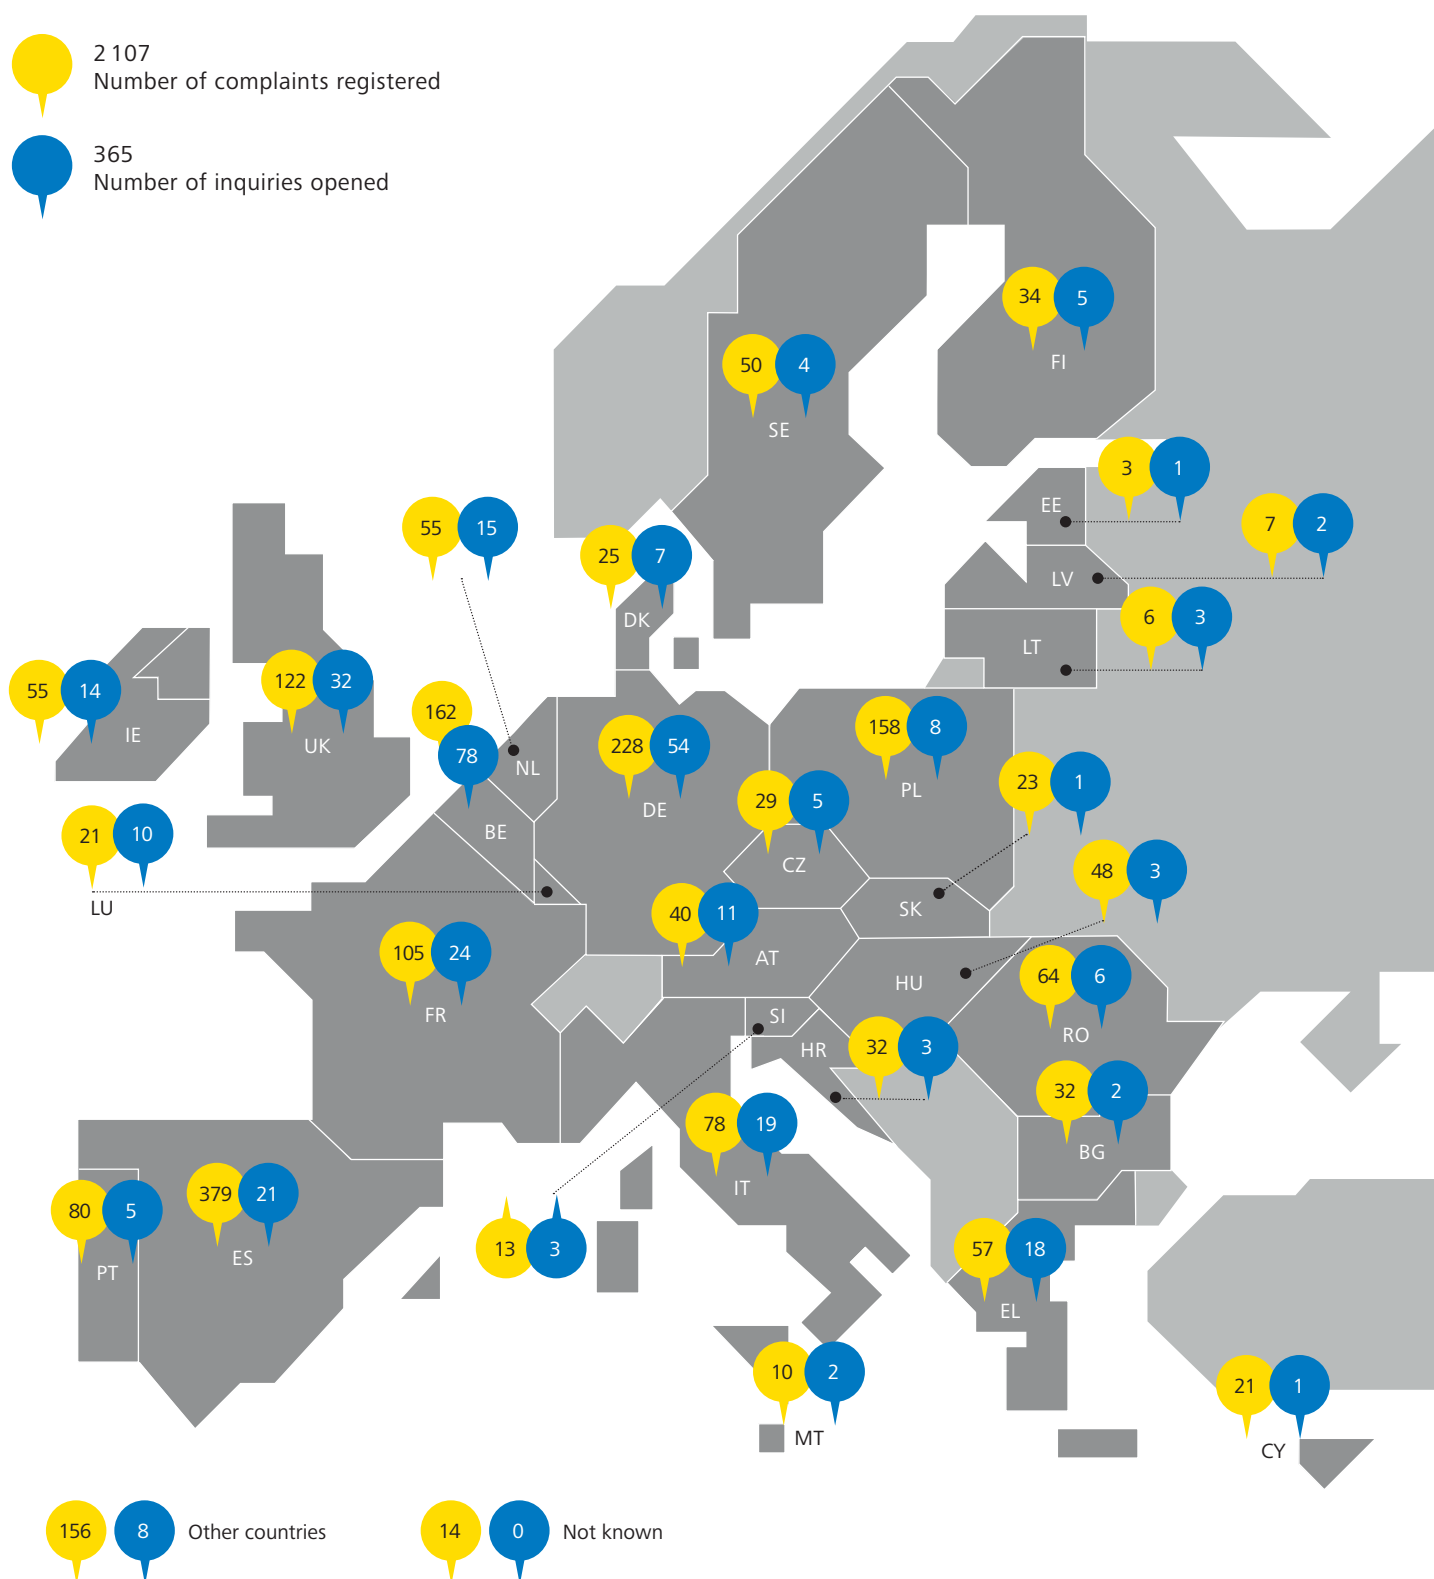 2 107
Number of complaints registered
365
Number of inquiries opened
34 5
FI
50 4
SE
3 1
EE
7 2
LV
55 15
25 7
DK
6 3
LT
55 14
IE
122 32
UK
162
78
NL
228 54
DE
158 8
PL
23 1
29 5
CZ
BE
21 10
LU
48 3
SK
40 11
AT
105 24
FR
HU
64 6
RO
SI
HR
32 3
32 2
BG
78 19
IT
80 5
PT
379 21
ES
13 3
57 18
EL
10 2
MT
21 1
CY
156 8 Other countries
14 0 Not known